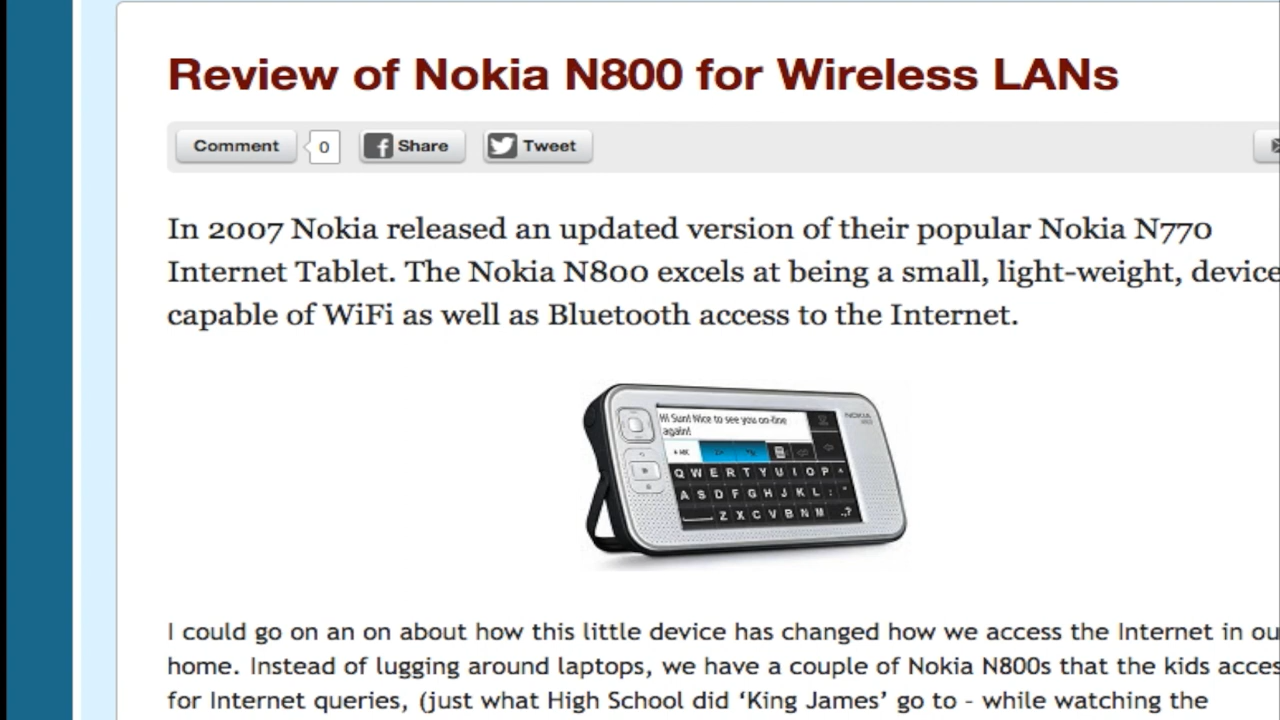 Review of Nokia N800 for Wireless LANs
Comment 0 Share Tweet
In 2007 Nokia released an updated version of their popular Nokia N770
Internet Tablet. The Nokia N800 excels at being a small, light-weight, device
capable of WiFi as well as Bluetooth access to the Internet.
NOKIA
Hi Sun! Nice to see you on-line
again!
Q W E R T Y U I O P
A S D F G H J K L :
Z X C V B N M .,?
I could go on an on about how this little device has changed how we access the Internet in ou
home. Instead of lugging around laptops, we have a couple of Nokia N800s that the kids acces
for Internet queries, (just what High School did ‘King James’ go to - while watching the